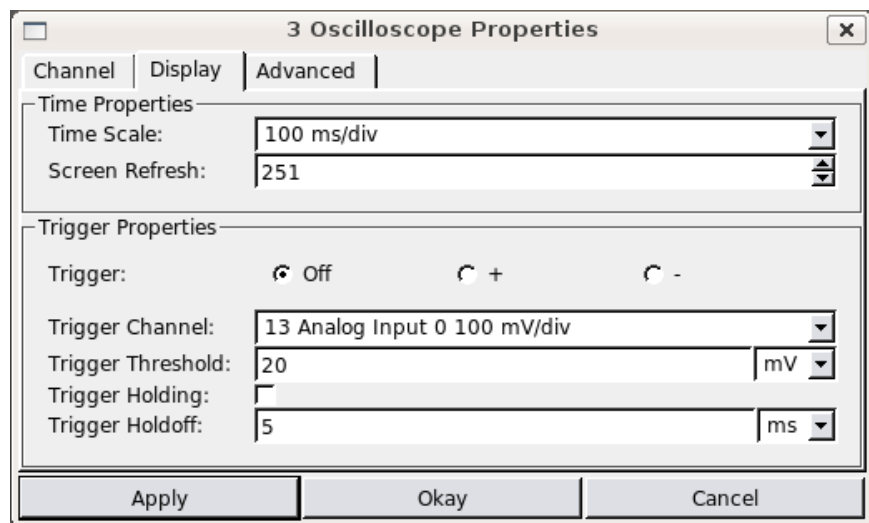 3 Oscilloscope Properties
Channel Display Advanced
Time Properties
Time Scale: 100 ms/div
Screen Refresh: 251
Trigger Properties
Trigger: Off + -
Trigger Channel: 13 Analog Input 0 100 mV/div
Trigger Threshold: 20 mV
Trigger Holding:
Trigger Holdoff: 5 ms
Apply Okay Cancel